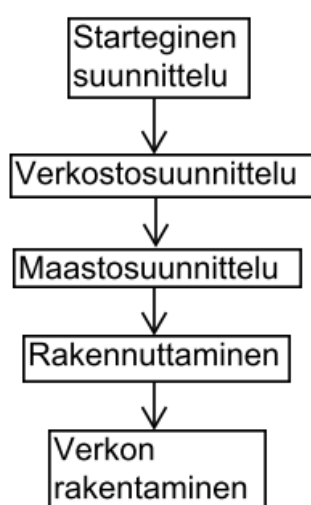 Starteginen
suunnittelu
Verkostosuunnittelu
Maastosuunnittelu
Rakennuttaminen
Verkon
rakentaminen